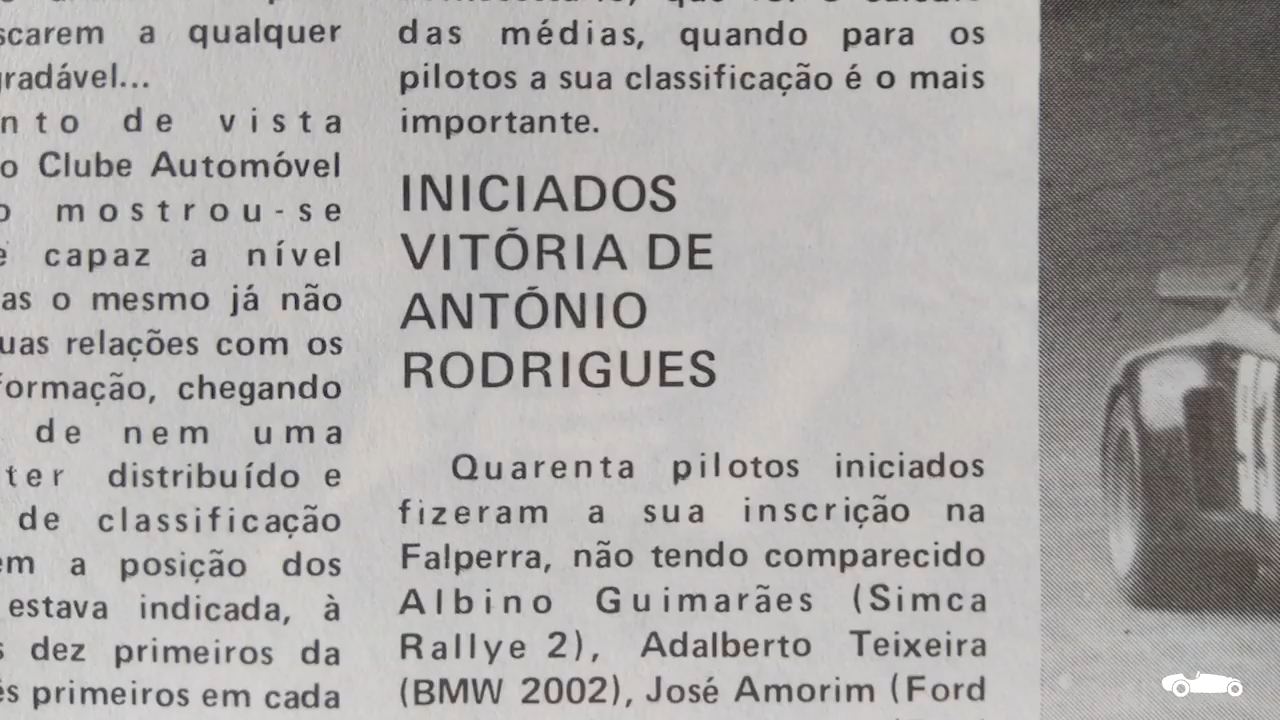 scarem a qualquer
gradável...
nto de vista
o Clube Automóvel
mostrou-se
capaz a nível
as o mesmo já não
uas relações com os
formação, chegando
de nem uma
ter distribuído e
de classificação
em a posição dos
estava indicada, à
dez primeiros da
primeiros em cada
das médias, quando para os
pilotos a sua classificação é o mais
importante.
INICIADOS
VITÓRIA DE
ANTÓNIO
RODRIGUES
Quarenta pilotos iniciados
fizeram a sua inscrição na
Falperra, não tendo comparecido
Albino Guimarães (Simca
Rallye 2), Adalberto Teixeira
(BMW 2002), José Amorim (Ford